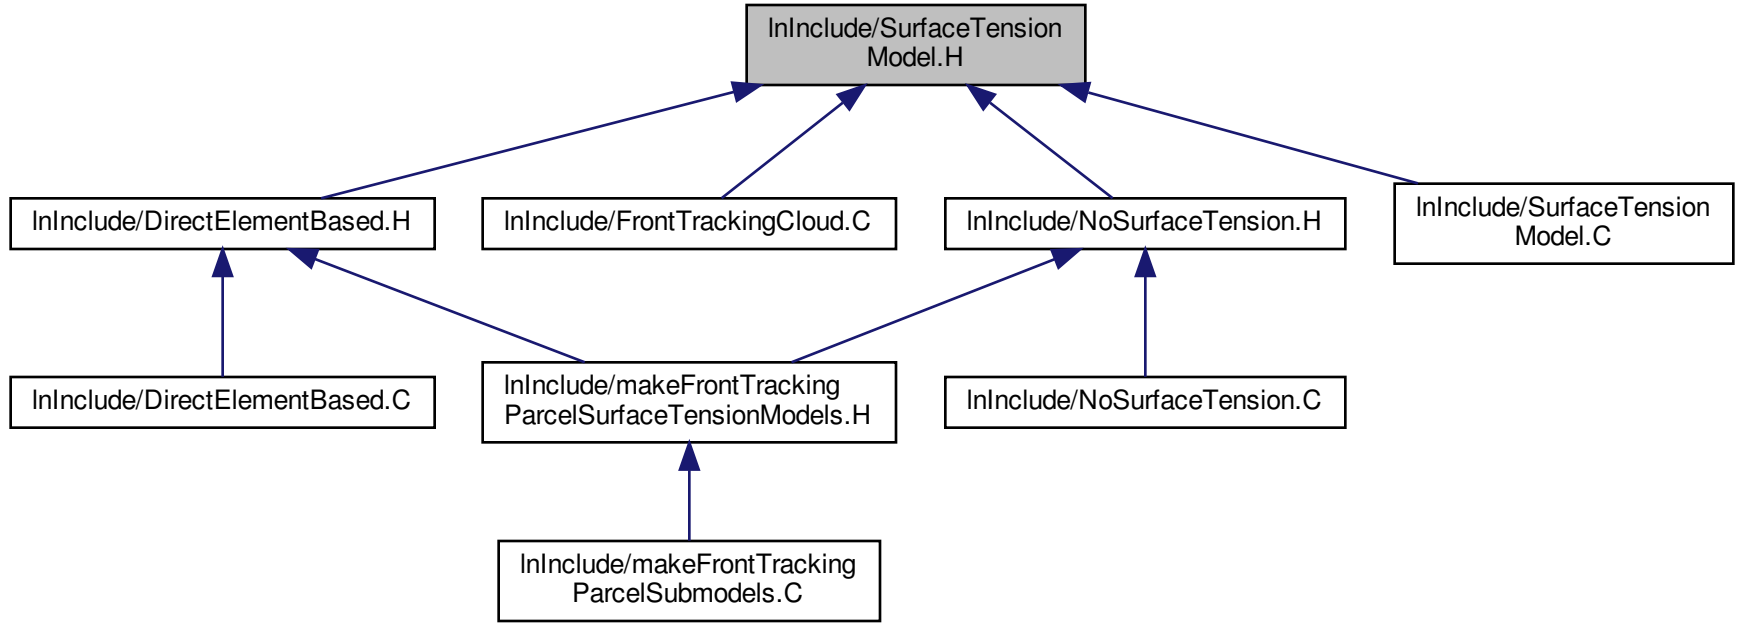 lnInclude/SurfaceTension
Model.H
lnInclude/DirectElementBased.H
lnInclude/FrontTrackingCloud.C
lnInclude/NoSurfaceTension.H
lnInclude/SurfaceTension
Model.C
lnInclude/DirectElementBased.C
lnInclude/makeFrontTracking
ParcelSurfaceTensionModels.H
lnInclude/NoSurfaceTension.C
lnInclude/makeFrontTracking
ParcelSubmodels.C